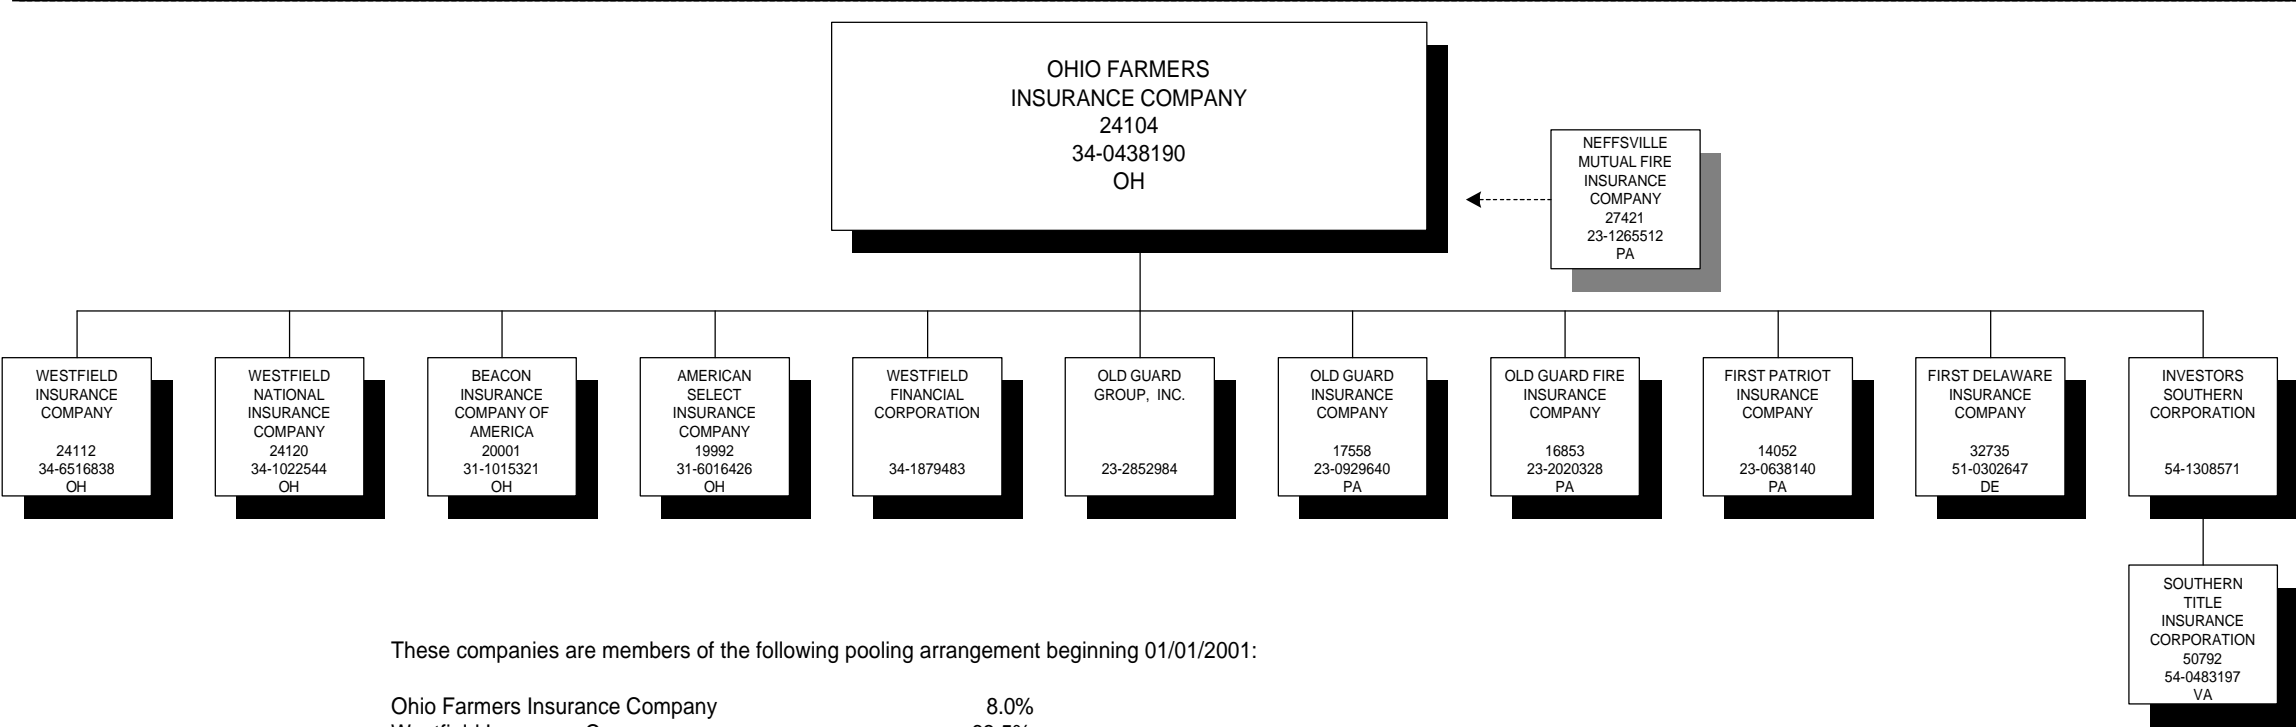 OHIO FARMERS
INSURANCE COMPANY
24104
34-0438190
OH
NEFFSVILLE
MUTUAL FIRE
INSURANCE
COMPANY
27421
23-1265512
PA
WESTFIELD
INSURANCE
COMPANY
24112
34-6516838
OH
WESTFIELD
NATIONAL
INSURANCE
COMPANY
24120
34-1022544
OH
BEACON
INSURANCE
COMPANY OF
AMERICA
20001
31-1015321
OH
AMERICAN
SELECT
INSURANCE
COMPANY
19992
31-6016426
OH
WESTFIELD
FINANCIAL
CORPORATION
34-1879483
OLD GUARD
GROUP, INC.
23-2852984
OLD GUARD
INSURANCE
COMPANY
17558
23-0929640
PA
OLD GUARD FIRE
INSURANCE
COMPANY
16853
23-2020328
PA
FIRST PATRIOT
INSURANCE
COMPANY
14052
23-0638140
PA
FIRST DELAWARE
INSURANCE
COMPANY
32735
51-0302647
DE
INVESTORS
SOUTHERN
CORPORATION
54-1308571
SOUTHERN
TITLE
INSURANCE
CORPORATION
50792
54-0483197
VA
These companies are members of the following pooling arrangement beginning 01/01/2001:
Ohio Farmers Insurance Company 8.0%